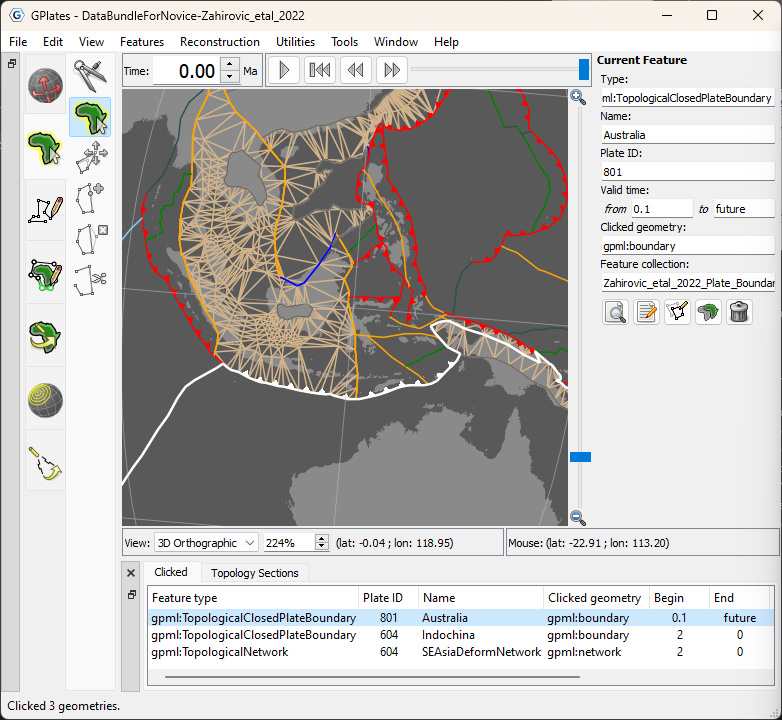 GPlates - DataBundleForNovice-Zahirovic_etal_2022
File Edit View Features Reconstruction Utilities Tools Window Help
Time: 0.00 Ma
Current Feature
Type:
ml:TopologicalClosedPlateBoundary
Name:
Australia
Plate ID:
801
Valid time:
from 0.1 to future
Clicked geometry:
gpml:boundary
Feature collection:
Zahirovic_etal_2022_Plate_Boundar
View: 3D Orthographic 224% (lat: -0.04 ; lon: 118.95) Mouse: (lat: -22.91 ; lon: 113.20)
Clicked Topology Sections
Feature type Plate ID Name Clicked geometry Begin End
gpml:TopologicalClosedPlateBoundary 801 Australia gpml:boundary 0.1 future
gpml:TopologicalClosedPlateBoundary 604 Indochina gpml:boundary 2 0
gpml:TopologicalNetwork 604 SEAsiaDeformNetwork gpml:network 2 0
Clicked 3 geometries.